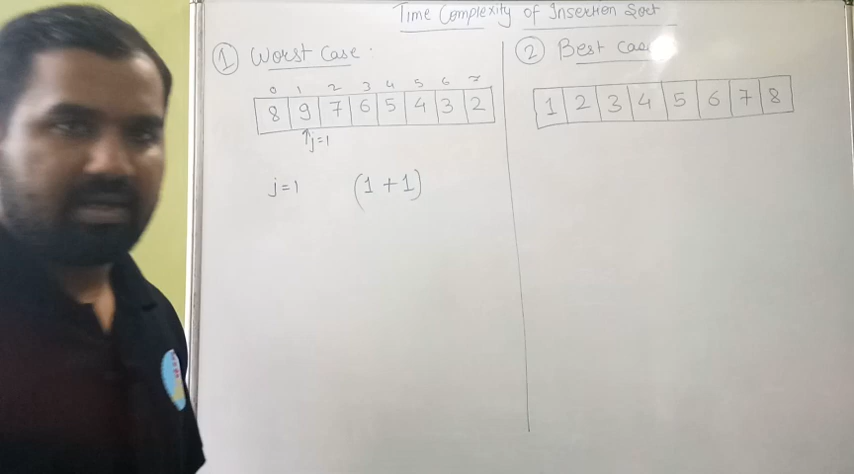 Time Complexity of Insertion Sort
① Worst Case.
0 1 2 3 4 5 6 7
8 9 7 6 5 4 3 2
j=1
j=1 (1+1)
② Best Case
1 2 3 4 5 6 7 8